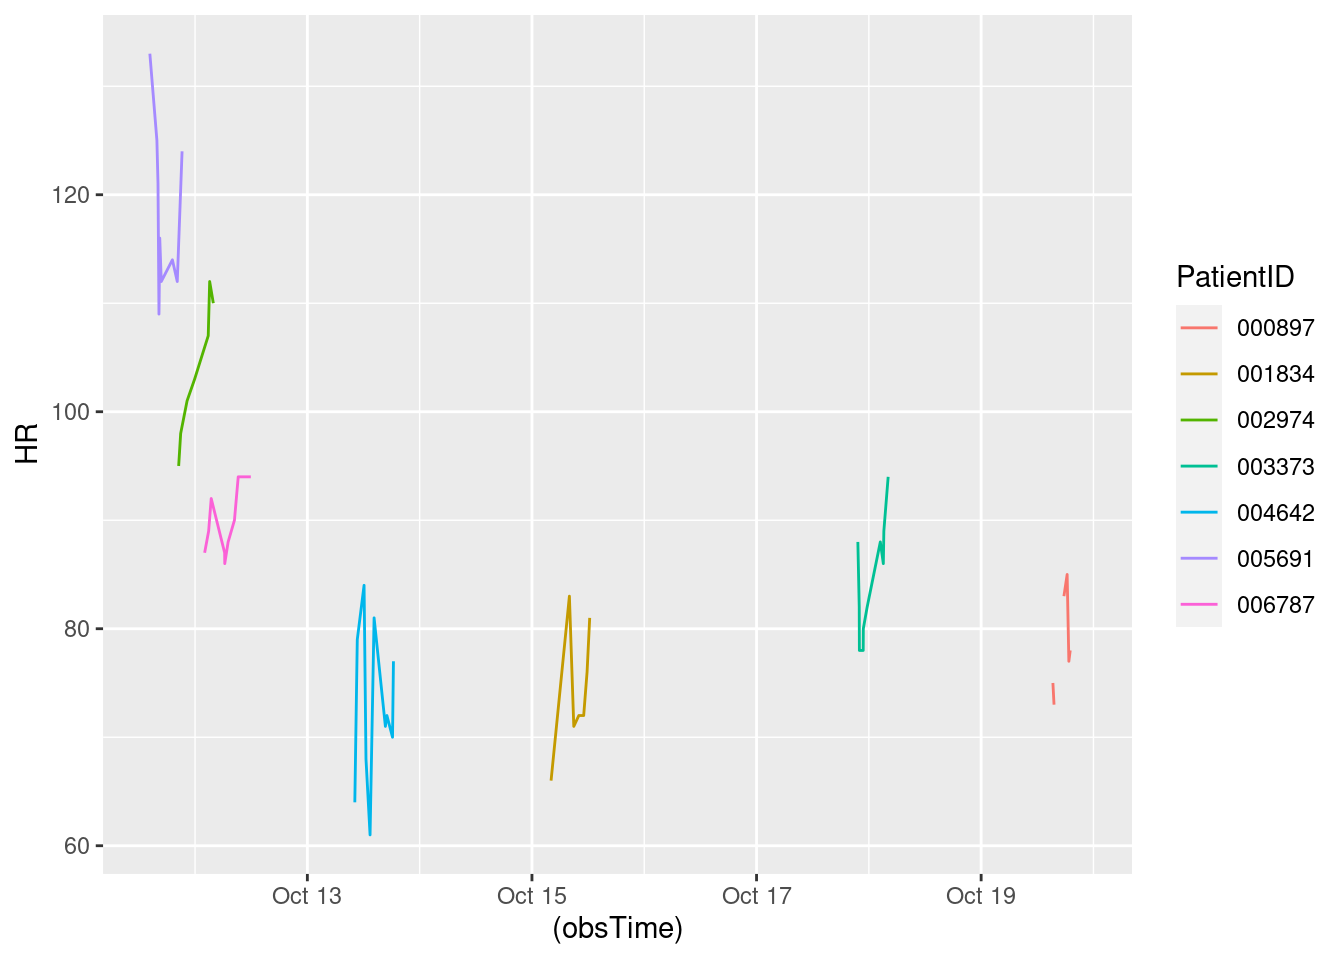 120
100
80
60
HR
Oct 13
Oct 15
Oct 17
Oct 19
(obsTime)
PatientID
000897
001834
002974
003373
004642
005691
006787